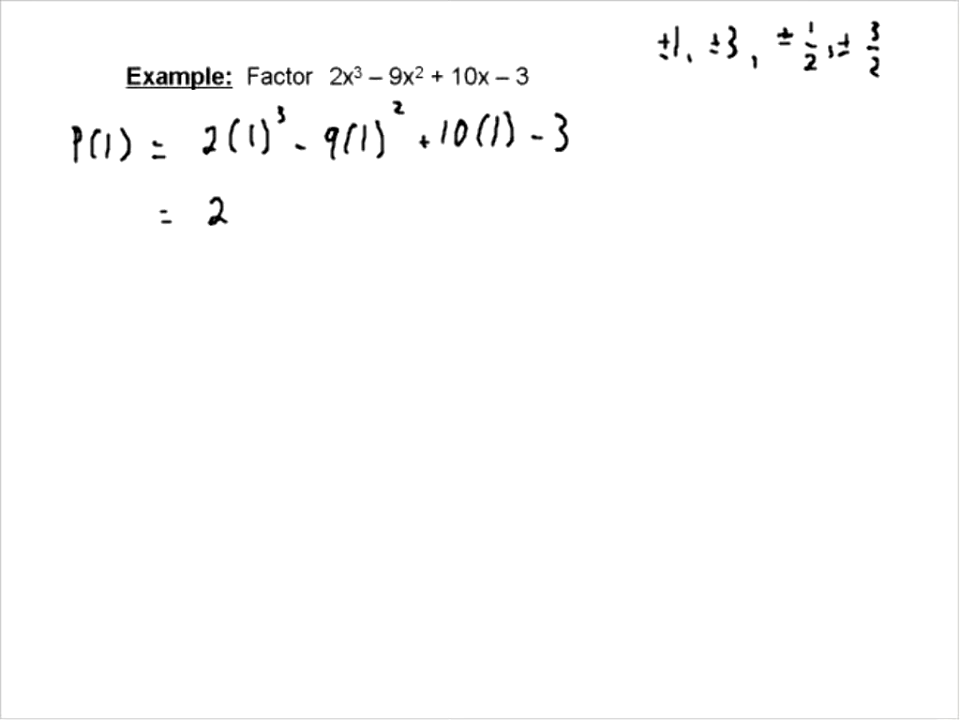 ±1, ±3, ± 1/2, ± 3/2
Example: Factor 2x³ – 9x² + 10x – 3
P(1) = 2(1)³ - 9(1)² + 10(1) - 3
= 2